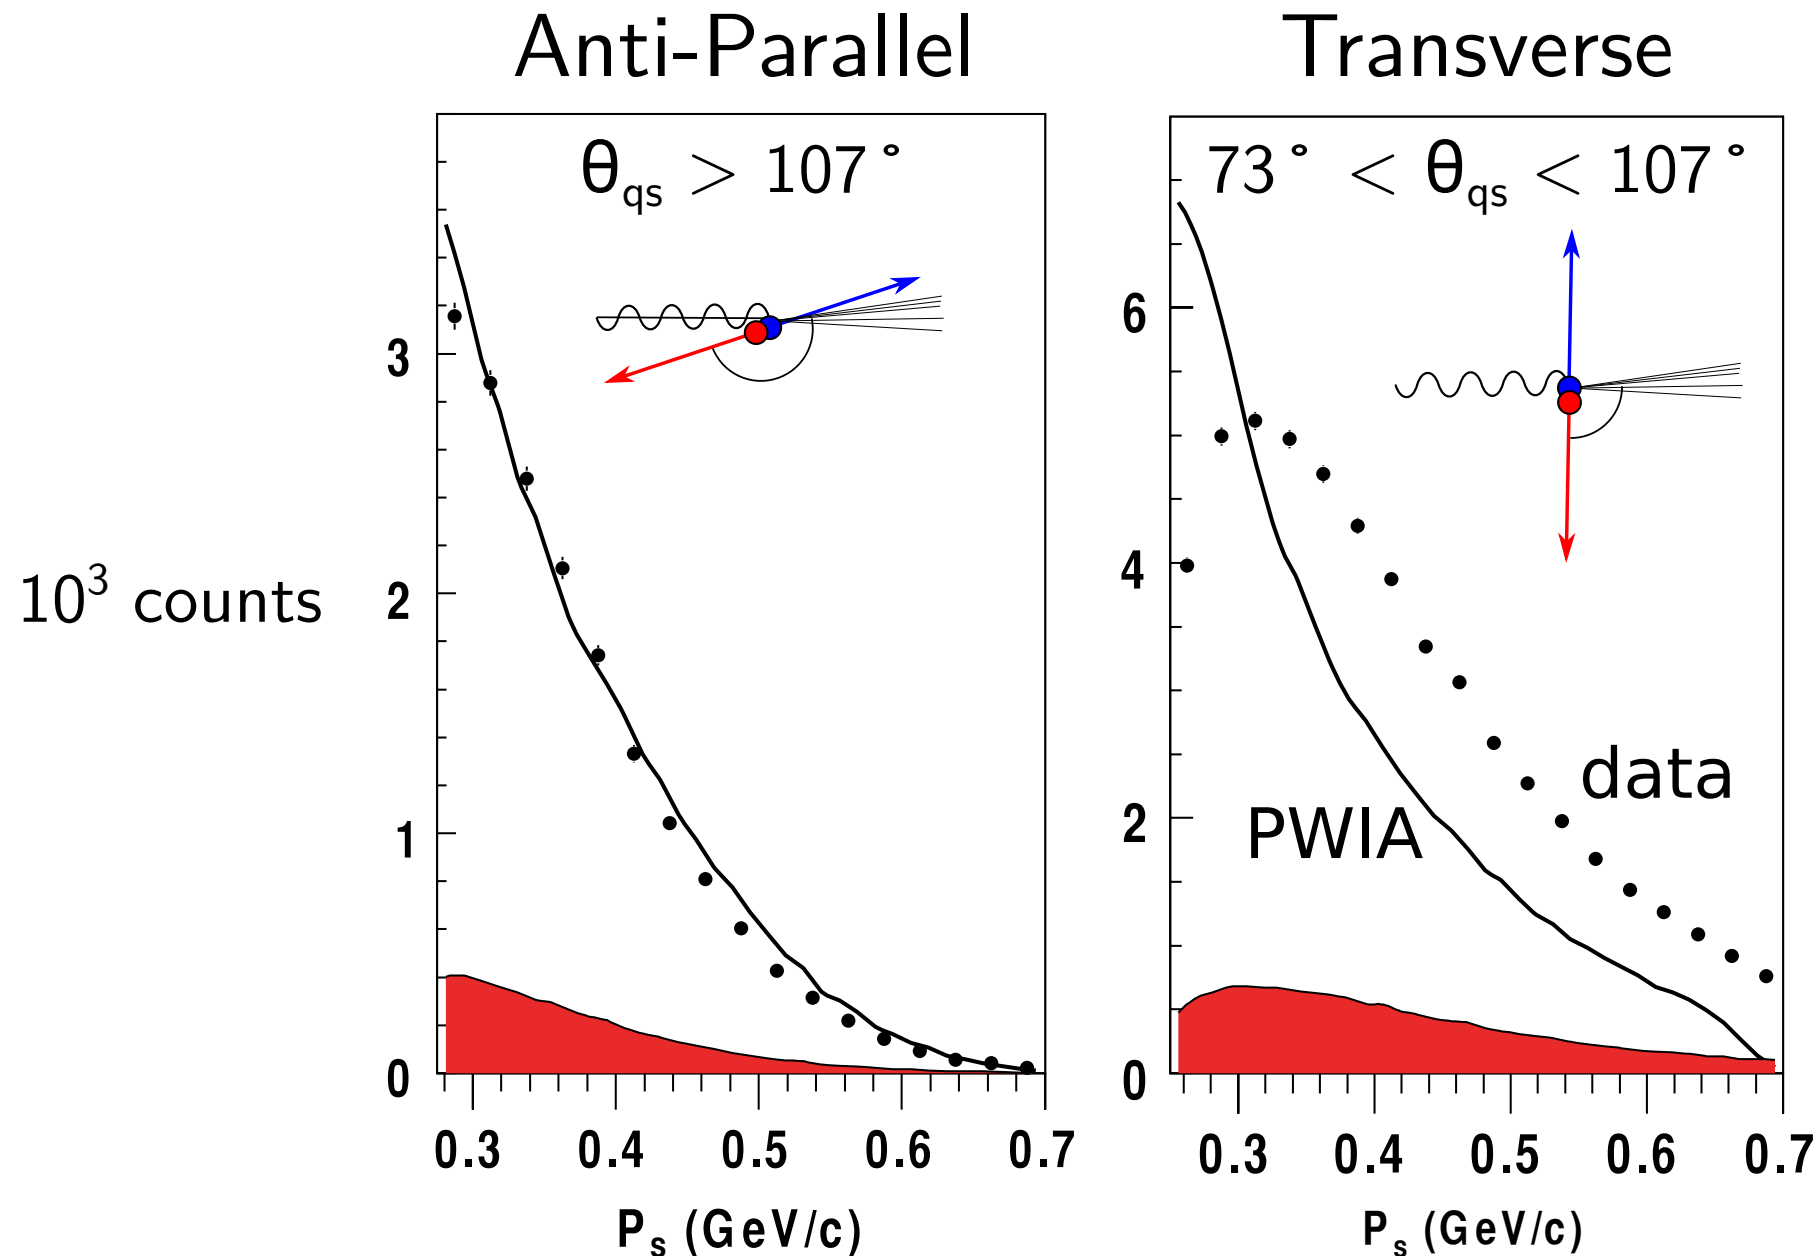 Anti-Parallel
Transverse
θqs > 107°
73° < θqs < 107°
10³ counts
3
2
1
0
6
4
2
0
data
PWIA
0.3 0.4 0.5 0.6 0.7
0.3 0.4 0.5 0.6 0.7
Ps (GeV/c)
Ps (GeV/c)